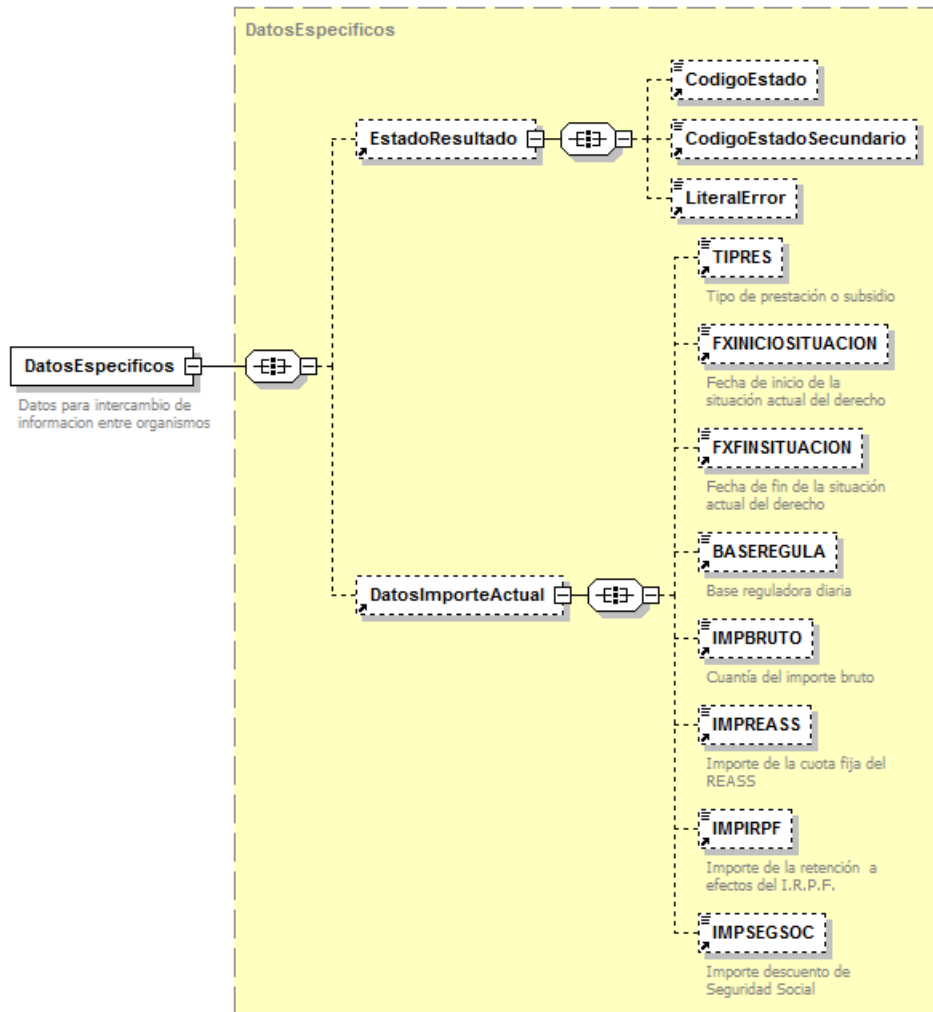 DatosEspecificos
CodigoEstado
EstadoResultado
CodigoEstadoSecundario
LiteralError
TIPRES
Tipo de prestación o subsidio
FXINICIOSITUACION
DatosEspecificos
Fecha de inicio de la
situación actual del derecho
Datos para intercambio de
informacion entre organismos
FXFINSITUACION
Fecha de fin de la situación
actual del derecho
BASEREGULA
Base reguladora diaria
DatosImporteActual
IMPBRUTO
Cuantía del importe bruto
IMPREASS
Importe de la cuota fija del
REASS
IMPIRPF
Importe de la retención a
efectos del I.R.P.F.
IMPSEGSOC
Importe descuento de
Seguridad Social